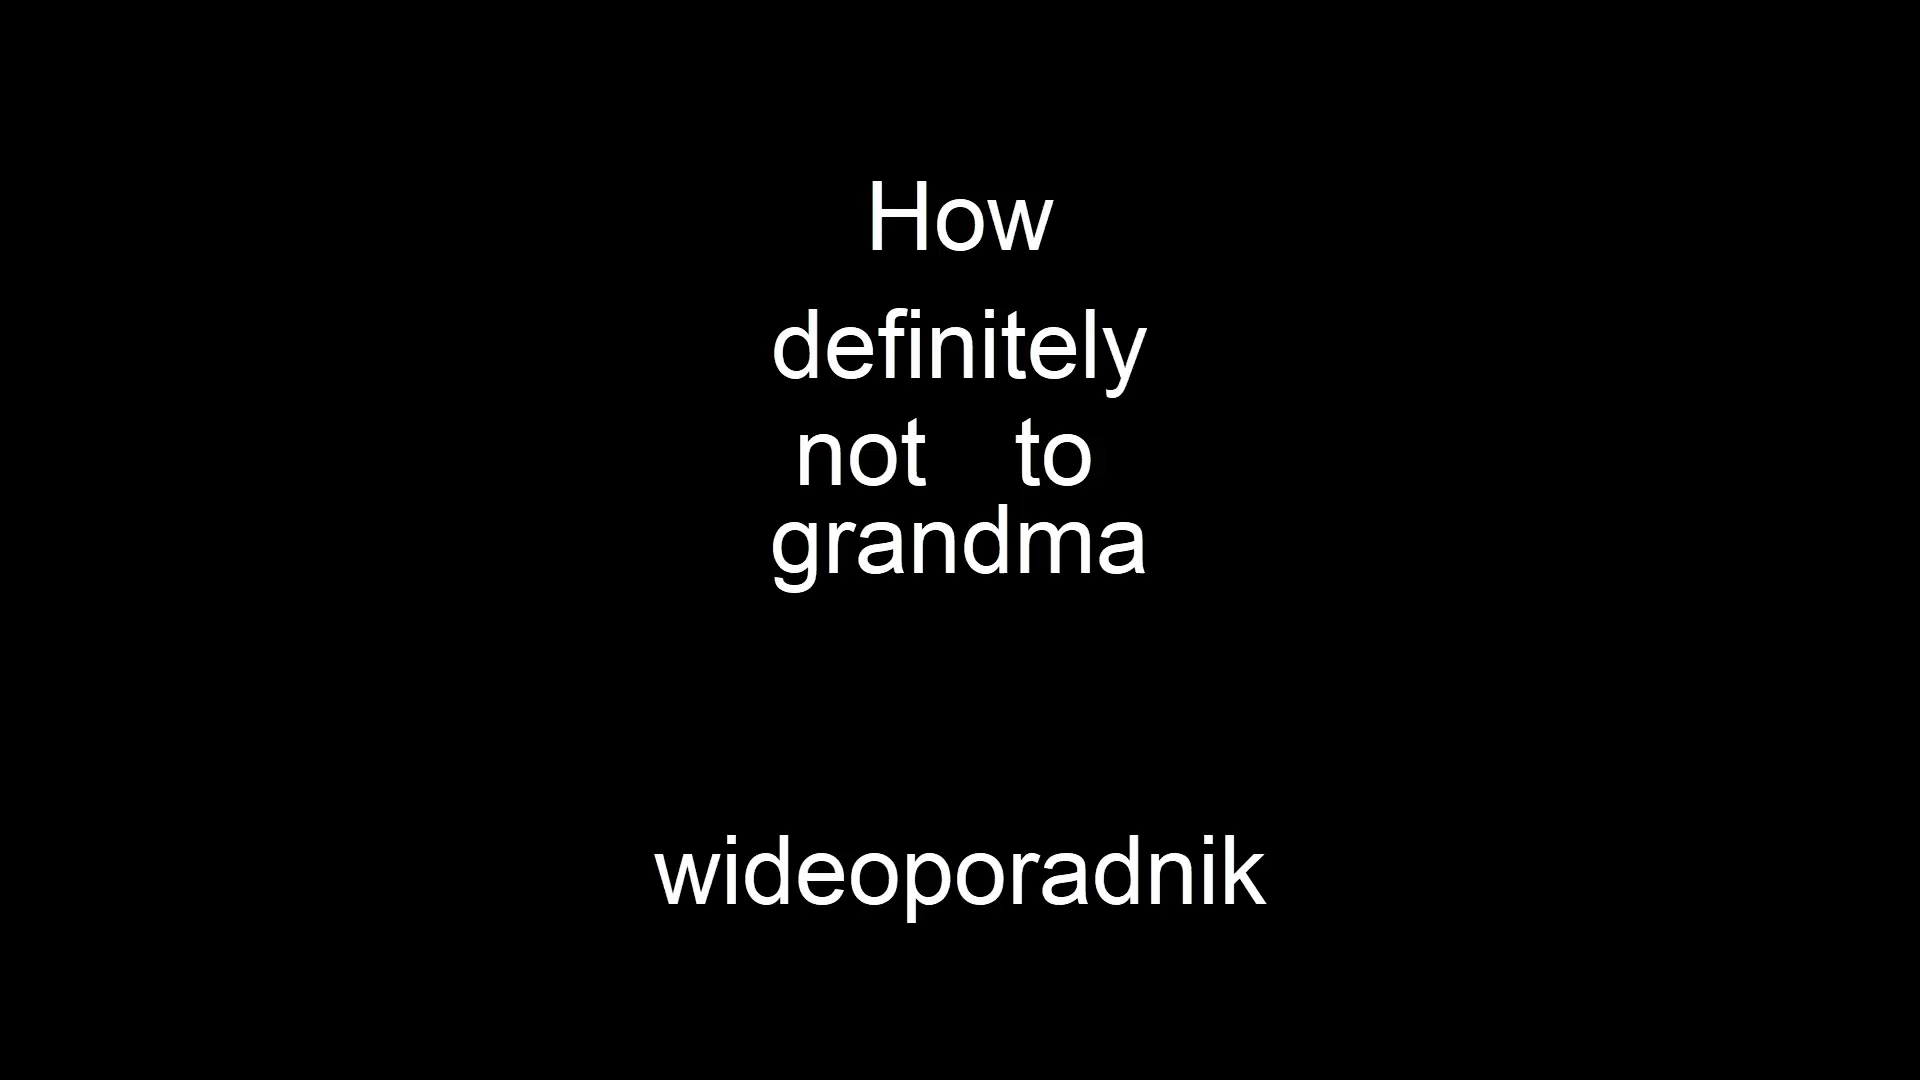 How
definitely
not to
grandma
wideoporadnik